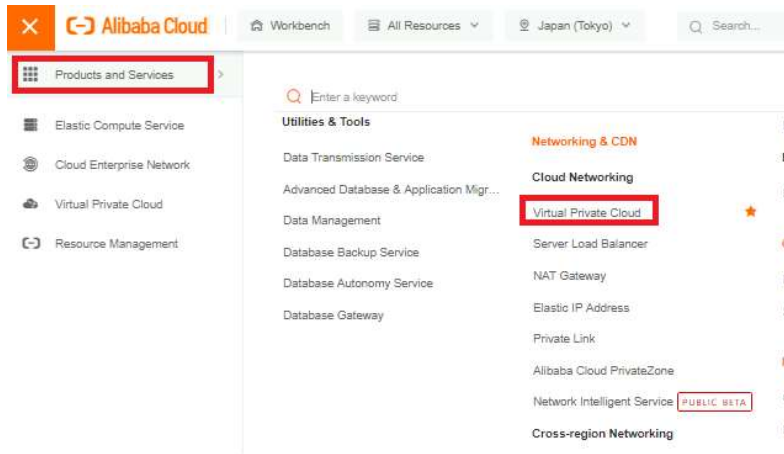 Alibaba Cloud
Workbench
All Resources
Japan (Tokyo)
Search...
Products and Services
Elastic Compute Service
Cloud Enterprise Network
Virtual Private Cloud
Resource Management
Enter a keyword
Utilities & Tools
Data Transmission Service
Advanced Database & Application Migr...
Data Management
Database Backup Service
Database Autonomy Service
Database Gateway
Networking & CDN
Cloud Networking
Virtual Private Cloud
Server Load Balancer
NAT Gateway
Elastic IP Address
Private Link
Alibaba Cloud PrivateZone
Network Intelligent Service PUBLIC BETA
Cross-region Networking